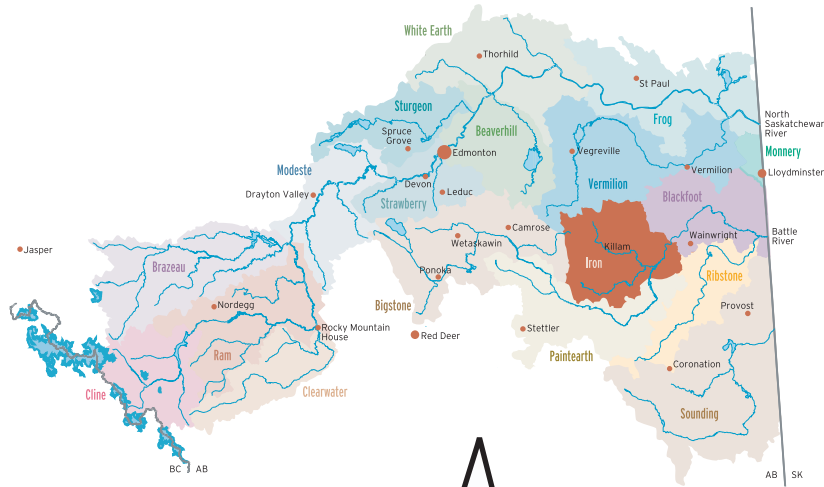 White Earth
Thorhild
St Paul
Sturgeon
Frog
North
Saskatchewan
River
Spruce
Grove
Beaverhill
Edmonton
Vegreville
Monnery
Modeste
Vermilion
Lloydminster
Devon
Leduc
Vermilion
Drayton Valley
Strawberry
Blackfoot
Camrose
Wetaskawin
Killam
Wainwright
Battle
River
Jasper
Brazeau
Iron
Ponoka
Ribstone
Nordegg
Bigstone
Provost
Rocky Mountain
House
Red Deer
Stettler
Ram
Paintearth
Coronation
Cline
Clearwater
Sounding
BC
AB
AB
SK